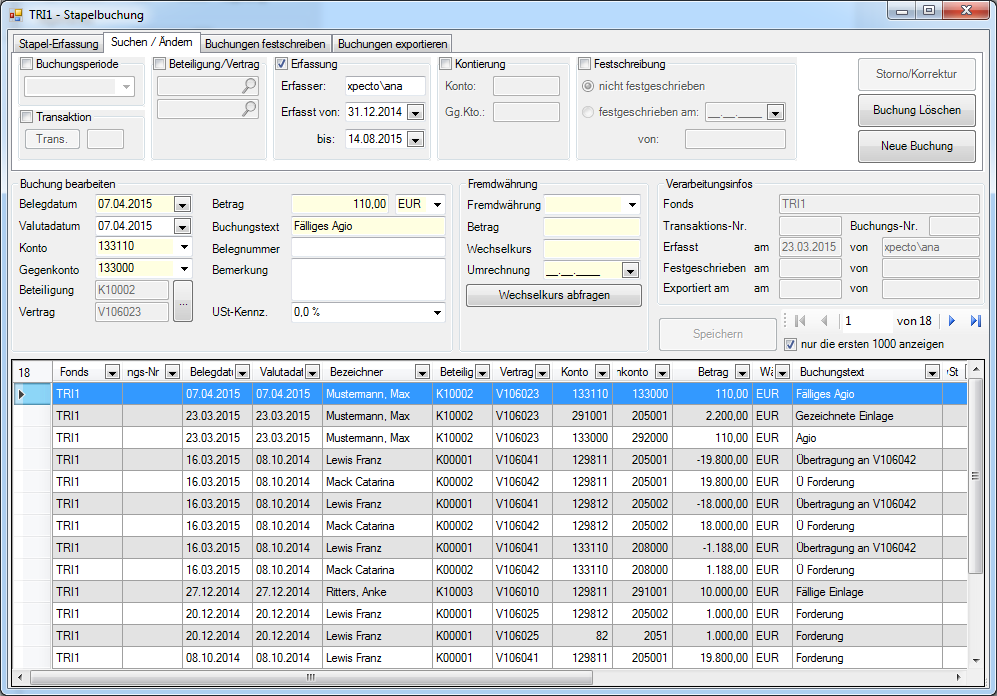 TRI1 - Stapelbuchung
Stapel-Erfassung Suchen / Ändern Buchungen festschreiben Buchungen exportieren
Buchungsperiode Beteiligung/Vertrag Erfassung Kontierung Festschreibung
Erfasser: xpecto\ana Konto: nicht festgeschrieben Storno/Korrektur
Transaktion Erfasst von: 31.12.2014 Gg.Kto.: festgeschrieben am: __.__.____ Buchung Löschen
Trans. bis: 14.08.2015 von: Neue Buchung
Buchung bearbeiten Fremdwährung Verarbeitungsinfos
Belegdatum 07.04.2015 Betrag 110,00 EUR Fremdwährung Fonds TRI1
Valutadatum 07.04.2015 Buchungstext Fälliges Agio Betrag Transaktions-Nr. Buchungs-Nr.
Konto 133110 Belegnummer Wechselkurs Erfasst am 23.03.2015 von xpecto\ana
Gegenkonto 133000 Bemerkung Umrechnung __.__.____ Festgeschrieben am von
Beteiligung K10002 ... Wechselkurs abfragen Exportiert am am von
Vertrag V106023 USt-Kennz. 0,0 %
Speichern 1 von 18
nur die ersten 1000 anzeigen
18 Fonds ngs-Nr Belegdatu Valutadat Bezeichner Beteilig Vertrag Konto nkonto Betrag Wä Buchungstext St
TRI1 07.04.2015 07.04.2015 Mustermann, Max K10002 V106023 133110 133000 110,00 EUR Fälliges Agio
TRI1 23.03.2015 23.03.2015 Mustermann, Max K10002 V106023 291001 205001 2.200,00 EUR Gezeichnete Einlage
TRI1 23.03.2015 23.03.2015 Mustermann, Max K10002 V106023 133000 292000 110,00 EUR Agio
TRI1 16.03.2015 08.10.2014 Lewis Franz K00001 V106041 129811 205001 -19.800,00 EUR Übertragung an V106042
TRI1 16.03.2015 08.10.2014 Mack Catarina K00002 V106042 129811 205001 19.800,00 EUR Ü Forderung
TRI1 16.03.2015 08.10.2014 Lewis Franz K00001 V106041 129812 205002 -18.000,00 EUR Übertragung an V106042
TRI1 16.03.2015 08.10.2014 Mack Catarina K00002 V106042 129812 205002 18.000,00 EUR Ü Forderung
TRI1 16.03.2015 08.10.2014 Lewis Franz K00001 V106041 133110 208000 -1.188,00 EUR Übertragung an V106042
TRI1 16.03.2015 08.10.2014 Mack Catarina K00002 V106042 133110 208000 1.188,00 EUR Ü Forderung
TRI1 27.12.2014 27.12.2014 Ritters, Anke K10003 V106010 129811 291001 10.000,00 EUR Fällige Einlage
TRI1 20.12.2014 20.12.2014 Lewis Franz K00001 V106025 129812 205002 1.000,00 EUR Forderung
TRI1 20.12.2014 20.12.2014 Lewis Franz K00001 V106025 82 2051 1.000,00 EUR Forderung
TRI1 08.10.2014 08.10.2014 Lewis Franz K00001 V106041 129811 205001 19.800,00 EUR Forderung